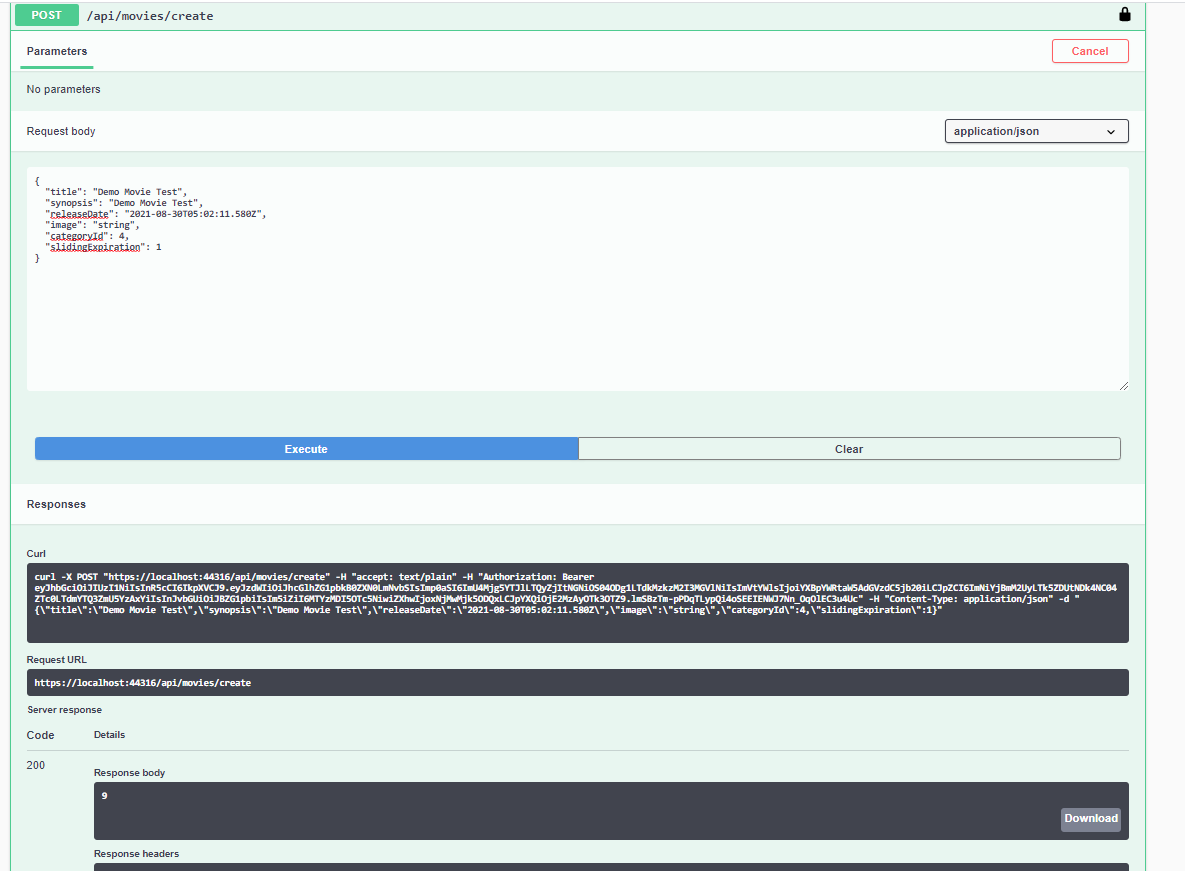 POST /api/movies/create
Parameters Cancel
No parameters
Request body application/json
{
"title": "Demo Movie Test",
"synopsis": "Demo Movie Test",
"releaseDate": "2021-08-30T05:02:11.580Z",
"image": "string",
"categoryId": 4,
"slidingExpiration": 1
}
Execute Clear
Responses
Curl
curl -X POST "https://localhost:44316/api/movies/create" -H "accept: text/plain" -H "Authorization: Bearer
-H "Content-Type: application/json" -d "
{\"title\":\"Demo Movie Test\",\"synopsis\":\"Demo Movie Test\",\"releaseDate\":\"2021-08-30T05:02:11.580Z\",\"image\":\"string\",\"categoryId\":4,\"slidingExpiration\":1}"
Request URL
https://localhost:44316/api/movies/create
Server response
Code Details
200
Response body
9
Download
Response headers